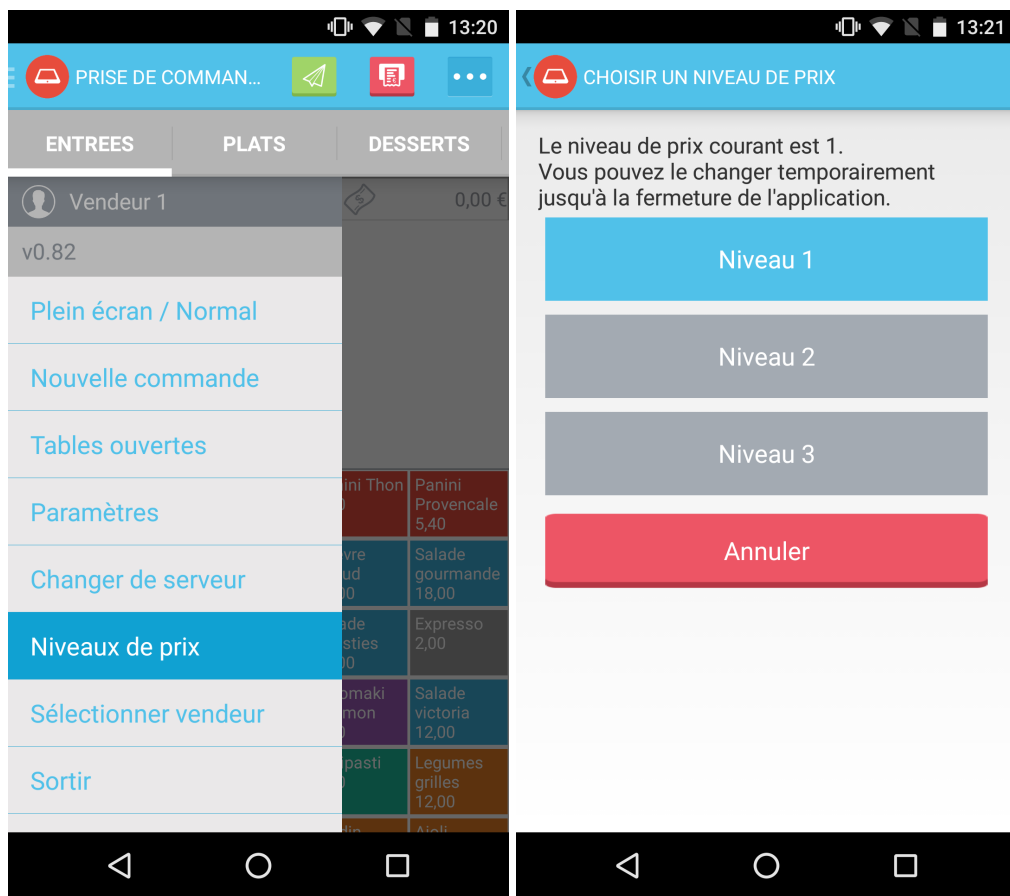 13:20
PRISE DE COMMAN...
ENTREES PLATS DESSERTS
Vendeur 1
0,00 €
v0.82
Plein écran / Normal
Nouvelle commande
Tables ouvertes
Paramètres
Changer de serveur
Niveaux de prix
Sélectionner vendeur
Sortir
ini Thon
Panini
Provencale
5,40
Salade
gourmande
18,00
Expresso
2,00
Salade
victoria
12,00
Legumes
grilles
12,00
Aioli
13:21
CHOISIR UN NIVEAU DE PRIX
Le niveau de prix courant est 1.
Vous pouvez le changer temporairement
jusqu'à la fermeture de l'application.
Niveau 1
Niveau 2
Niveau 3
Annuler